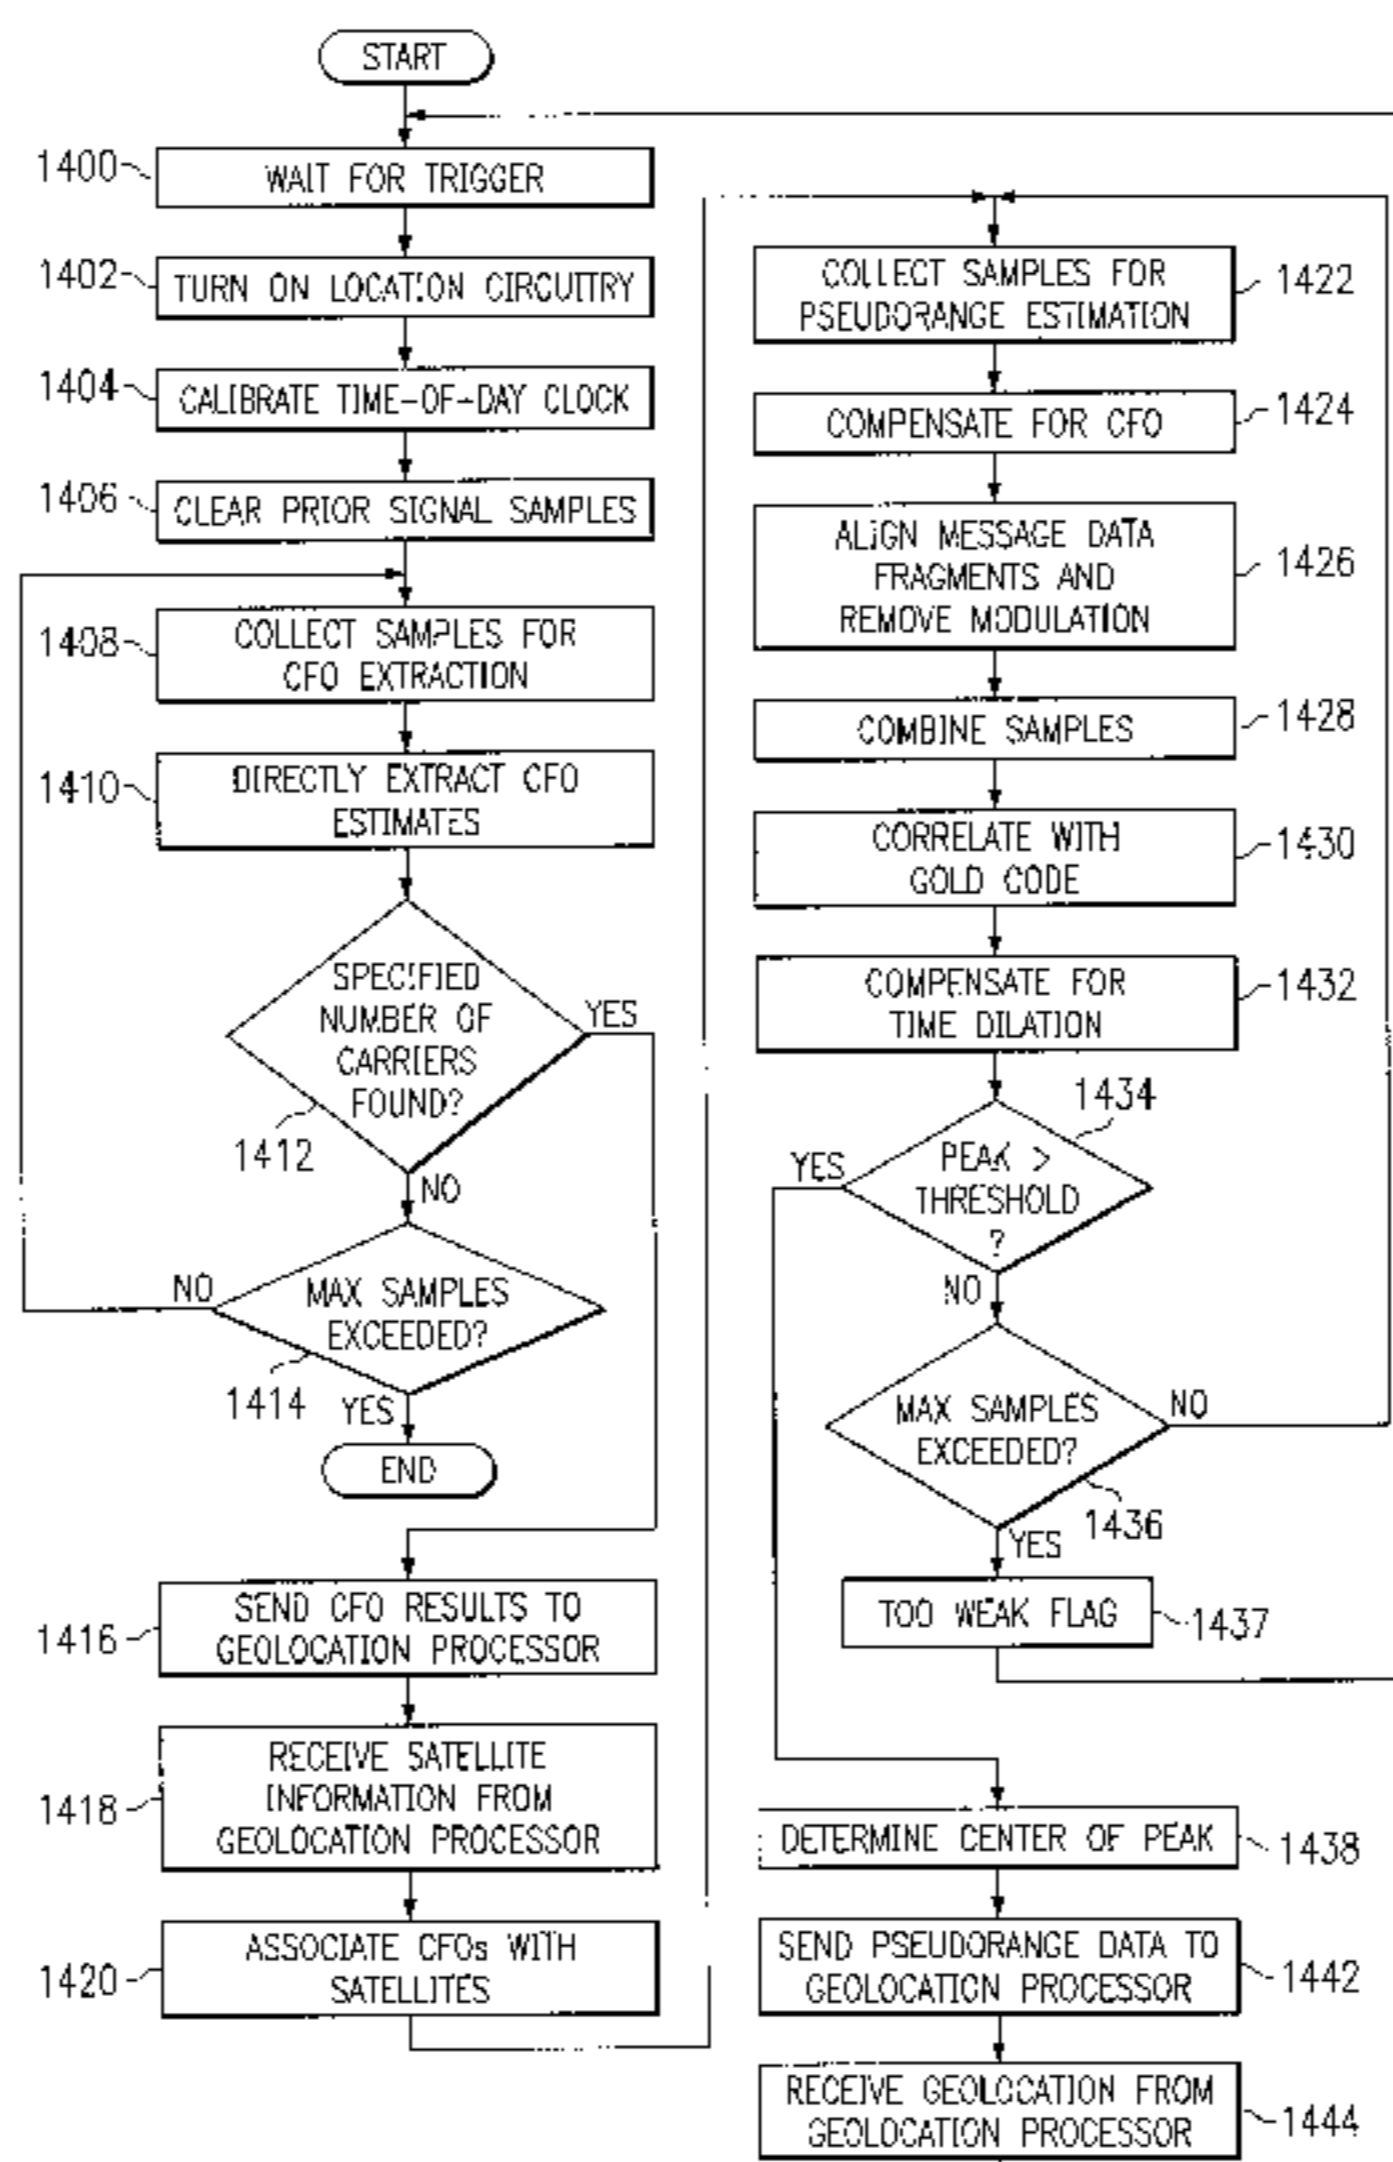 START
1400
WAIT FOR TRIGGER
1402
TURN ON LOCATION CIRCUITRY
1404
CALIBRATE TIME-OF-DAY CLOCK
1406
CLEAR PRIOR SIGNAL SAMPLES
1408
COLLECT SAMPLES FOR
CFO EXTRACTION
1410
DIRECTLY EXTRACT CFO
ESTIMATES
SPECIFIED
NUMBER OF
CARRIERS
FOUND?
YES
1412
NO
NO
MAX SAMPLES
EXCEEDED?
1414
YES
END
1416
SEND CFO RESULTS TO
GEOLOCATION PROCESSOR
1418
RECEIVE SATELLITE
INFORMATION FROM
GEOLOCATION PROCESSOR
1420
ASSOCIATE CFOs WITH
SATELLITES
COLLECT SAMPLES FOR
PSEUDORANGE ESTIMATION
1422
COMPENSATE FOR CFO
1424
ALIGN MESSAGE DATA
FRAGMENTS AND
REMOVE MODULATION
1426
COMBINE SAMPLES
1428
CORRELATE WITH
GOLD CODE
1430
COMPENSATE FOR
TIME DILATION
1432
1434
YES
PEAK >
THRESHOLD
?
NO
MAX SAMPLES
EXCEEDED?
NO
1436
YES
TOO WEAK FLAG
1437
DETERMINE CENTER OF PEAK
1438
SEND PSEUDORANGE DATA TO
GEOLOCATION PROCESSOR
1442
RECEIVE GEOLOCATION FROM
GEOLOCATION PROCESSOR
1444